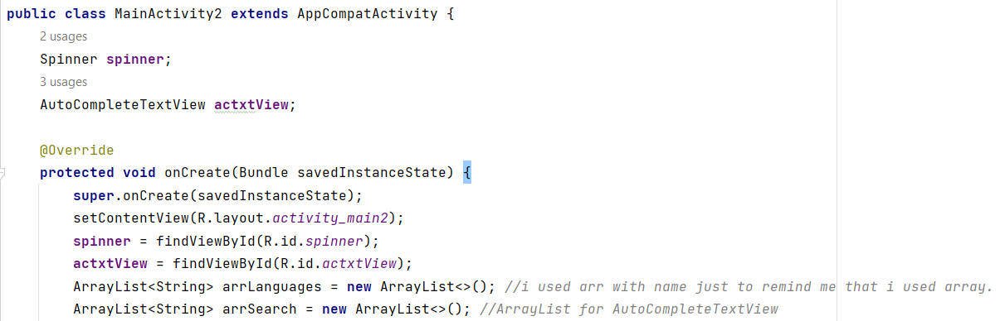 public class MainActivity2 extends AppCompatActivity {
2 usages
Spinner spinner;
3 usages
AutoCompleteTextView actxtView;
@Override
protected void onCreate(Bundle savedInstanceState) {
super.onCreate(savedInstanceState);
setContentView(R.layout.activity_main2);
spinner = findViewById(R.id.spinner);
actxtView = findViewById(R.id.actxtView);
ArrayList<String> arrLanguages = new ArrayList<>(); //i used arr with name just to remind me that i used array.
ArrayList<String> arrSearch = new ArrayList<>(); //ArrayList for AutoCompleteTextView